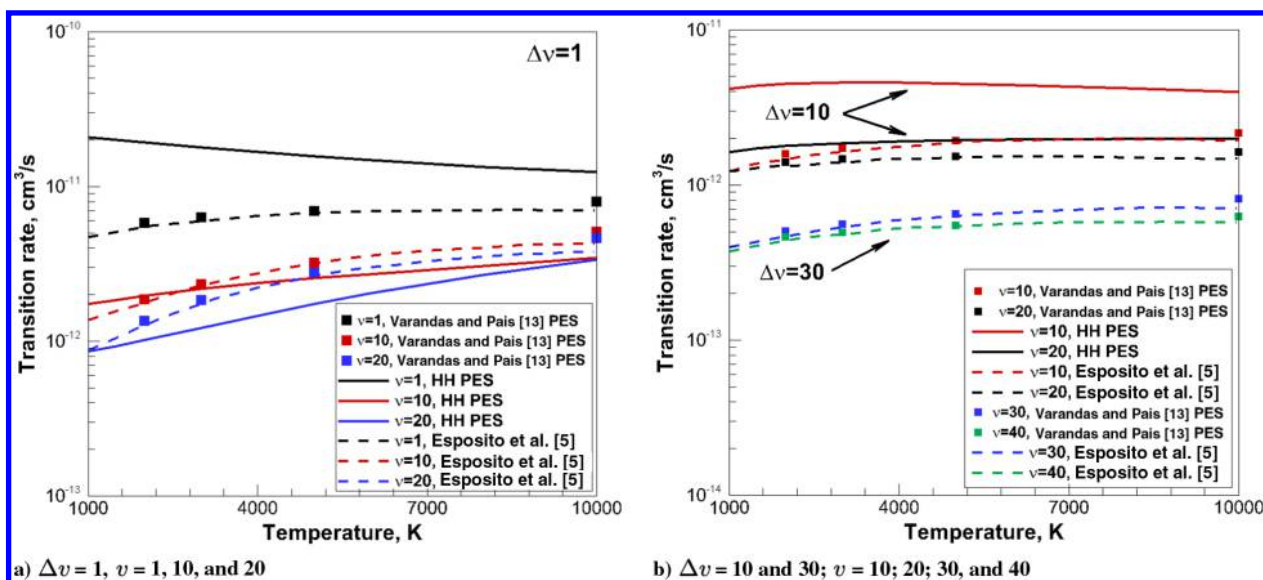 10⁻¹⁰
Δν=1
10⁻¹¹
10⁻¹²
10⁻¹³
Transition rate, cm³/s
ν=1, Varandas and Pais [13] PES
ν=10, Varandas and Pais [13] PES
ν=20, Varandas and Pais [13] PES
ν=1, HH PES
ν=10, HH PES
ν=20, HH PES
ν=1, Esposito et al. [5]
ν=10, Esposito et al. [5]
ν=20, Esposito et al. [5]
1000 4000 7000 10000
Temperature, K
a) Δv = 1, v = 1, 10, and 20
10⁻¹¹
Δν=10
10⁻¹²
Δν=30
10⁻¹³
10⁻¹⁴
Transition rate, cm³/s
ν=10, Varandas and Pais [13] PES
ν=20, Varandas and Pais [13] PES
ν=10, HH PES
ν=20, HH PES
ν=10, Esposito et al. [5]
ν=20, Esposito et al. [5]
ν=30, Varandas and Pais [13] PES
ν=40, Varandas and Pais [13] PES
ν=30, Esposito et al. [5]
ν=40, Esposito et al. [5]
1000 4000 7000 10000
Temperature, K
b) Δv = 10 and 30; v = 10; 20; 30, and 40